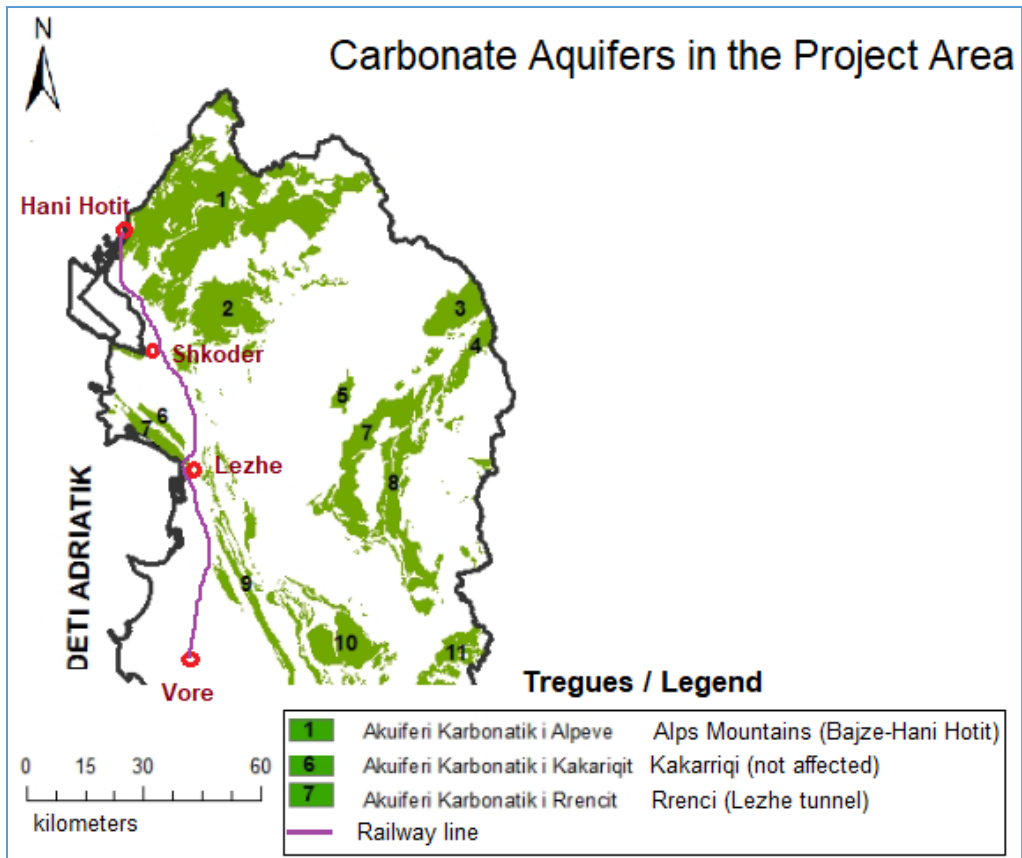 N
Carbonate Aquifers in the Project Area
1
Hani Hotit
2
3
Shkoder
4
5
6
7
7
Lezhe
8
DETI ADRIATIK
9
10
11
Vore
Tregues / Legend
1 Akuiferi Karbonatik i Alpeve Alps Mountains (Bajze-Hani Hotit)
6 Akuiferi Karbonatik i Kakariqit Kakarriqi (not affected)
7 Akuiferi Karbonatik i Rrencit Rrenci (Lezhe tunnel)
Railway line
0 15 30 60
kilometers